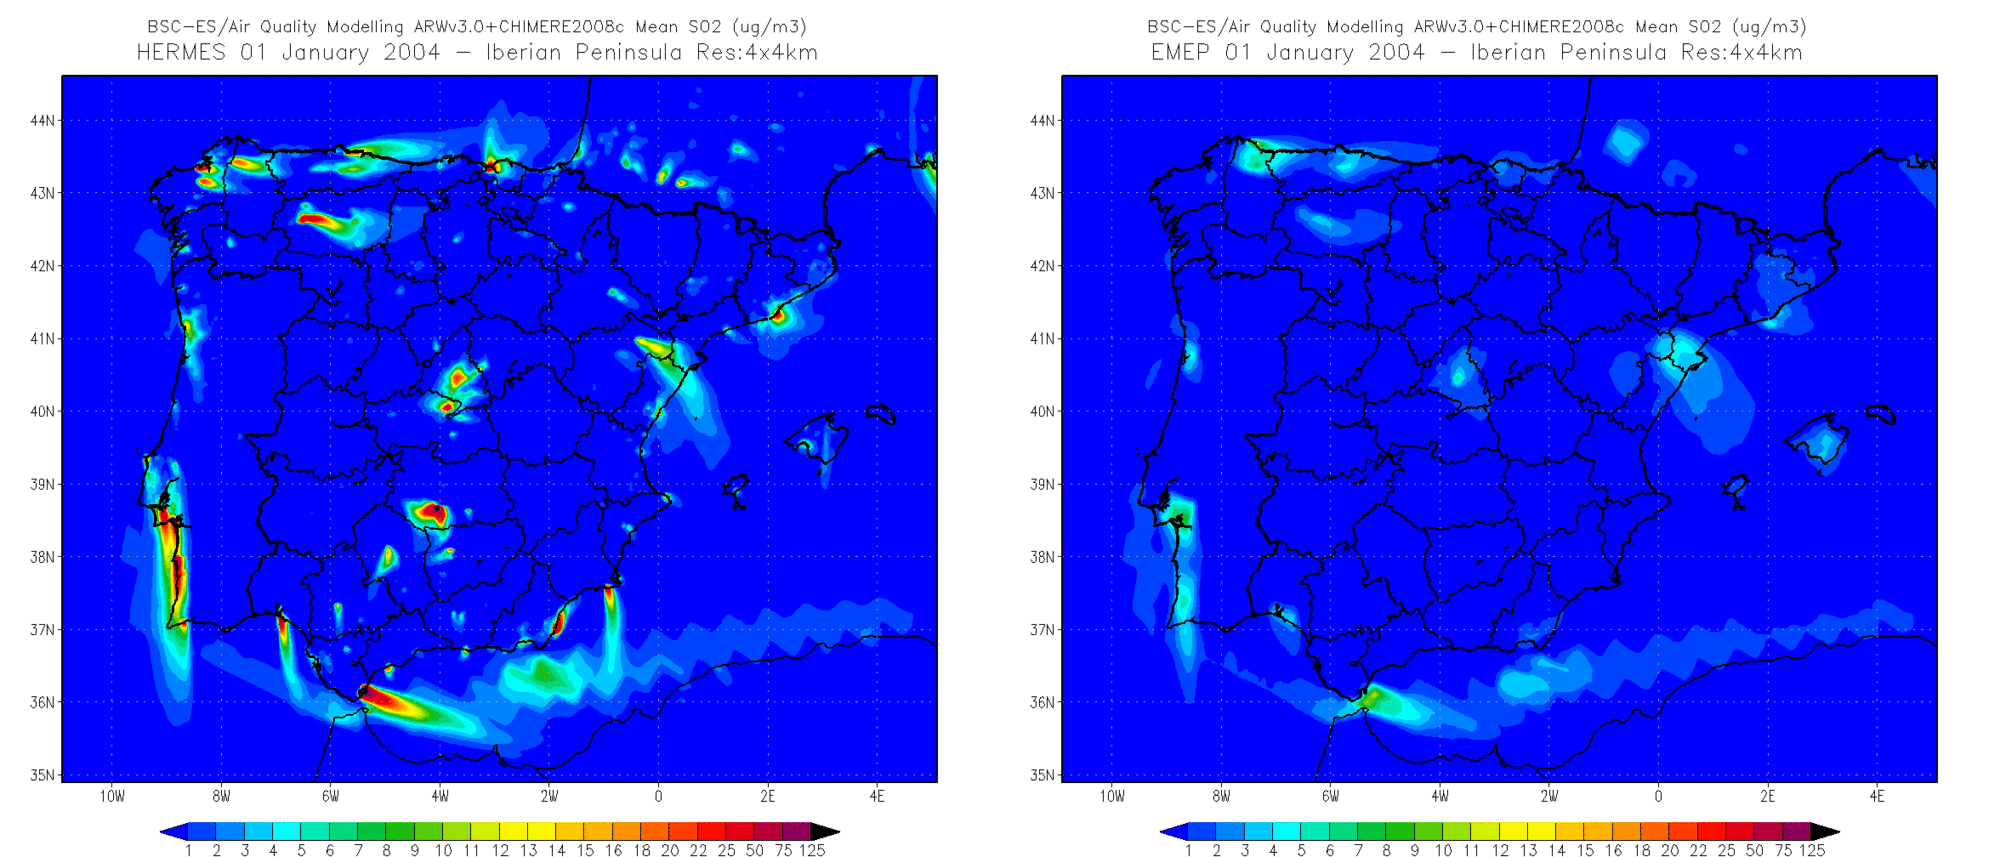 BSC-ES/Air Quality Modelling ARWv3.0+CHIMERE2008c Mean SO2 (ug/m3)
HERMES 01 January 2004 - Iberian Peninsula Res:4x4km
44N
43N
42N
41N
40N
39N
38N
37N
36N
35N
10W 8W 6W 4W 2W 0 2E 4E
1 2 3 4 5 6 7 8 9 10 11 12 13 14 15 16 18 20 22 25 50 75 125
BSC-ES/Air Quality Modelling ARWv3.0+CHIMERE2008c Mean SO2 (ug/m3)
EMEP 01 January 2004 - Iberian Peninsula Res:4x4km
44N
43N
42N
41N
40N
39N
38N
37N
36N
35N
10W 8W 6W 4W 2W 0 2E 4E
1 2 3 4 5 6 7 8 9 10 11 12 13 14 15 16 18 20 22 25 50 75 125